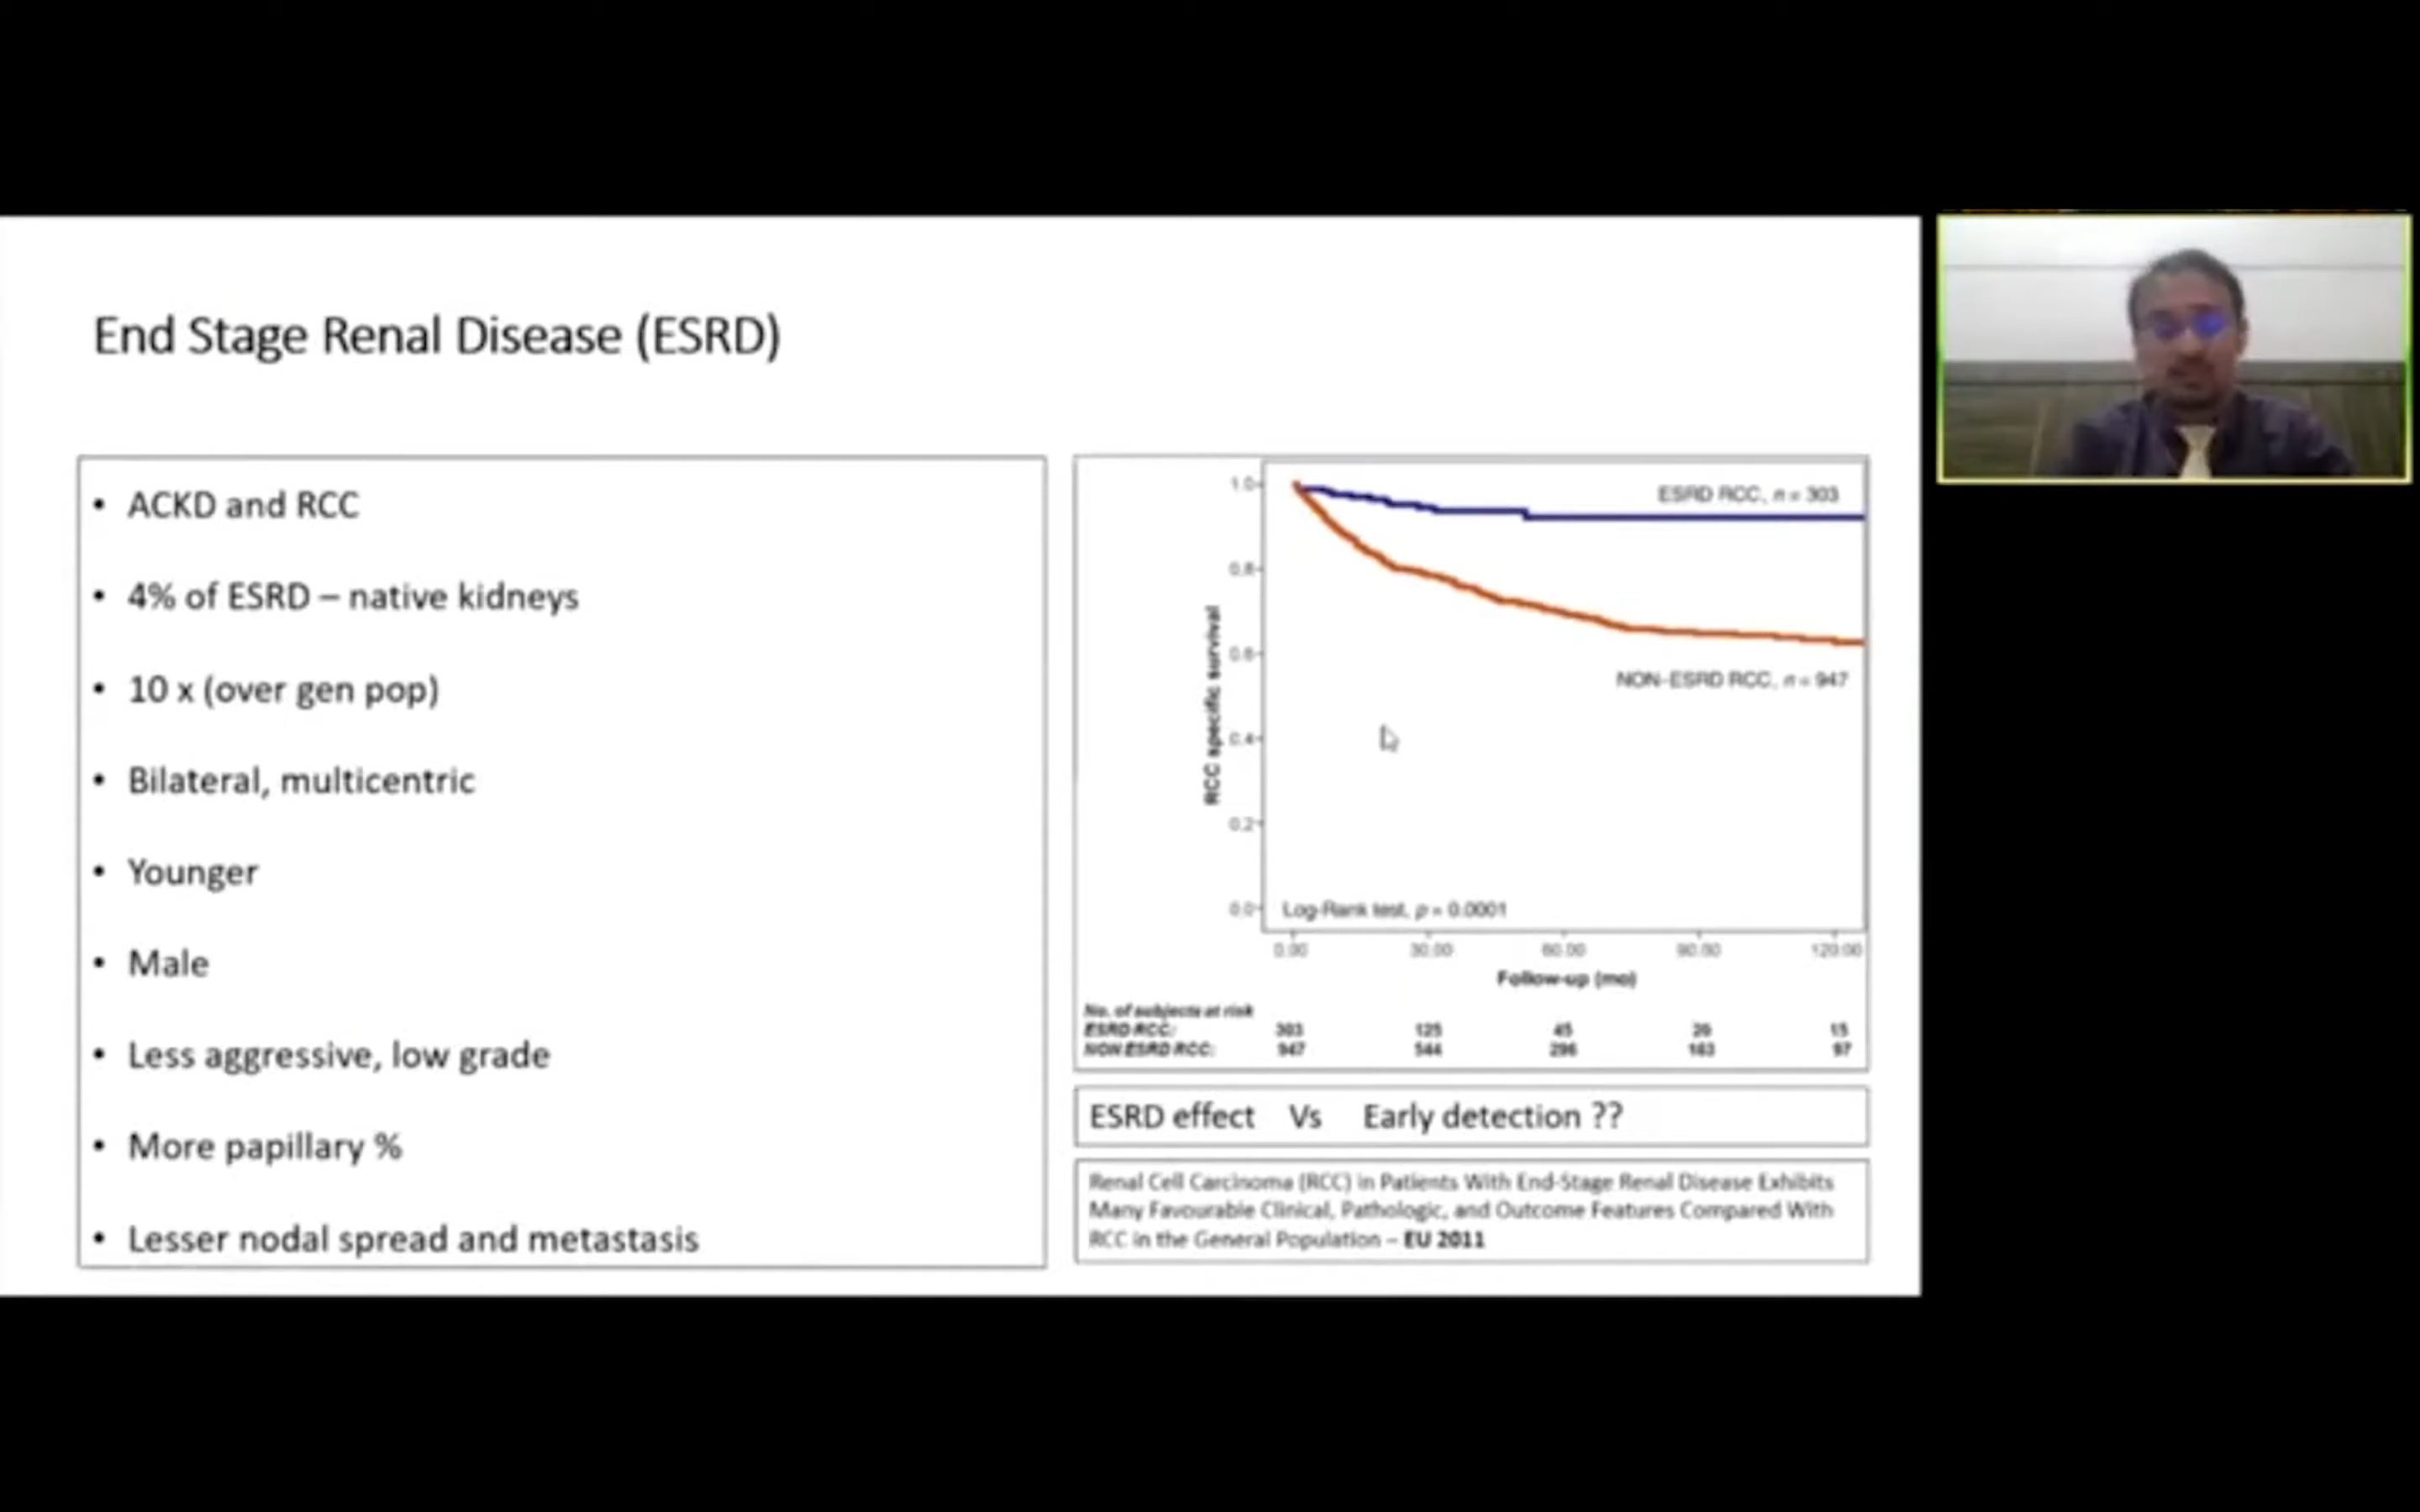 End Stage Renal Disease (ESRD)
• ACKD and RCC
• 4% of ESRD – native kidneys
• 10 x (over gen pop)
• Bilateral, multicentric
• Younger
• Male
• Less aggressive, low grade
• More papillary %
• Lesser nodal spread and metastasis
ESRD RCC, n = 303
NON-ESRD RCC, n = 947
RCC specific survival
1.0
0.8
0.6
0.4
0.2
0.0
Log-Rank test, p = 0.0001
0.00 30.00 60.00 90.00 120.00
Follow-up (mo)
No. of subjects at risk
ESRD RCC: 303 125 45 20 15
NON ESRD RCC: 947 544 296 163 97
ESRD effect Vs Early detection ??
Renal Cell Carcinoma (RCC) in Patients With End-Stage Renal Disease Exhibits
Many Favourable Clinical, Pathologic, and Outcome Features Compared With
RCC in the General Population – EU 2011